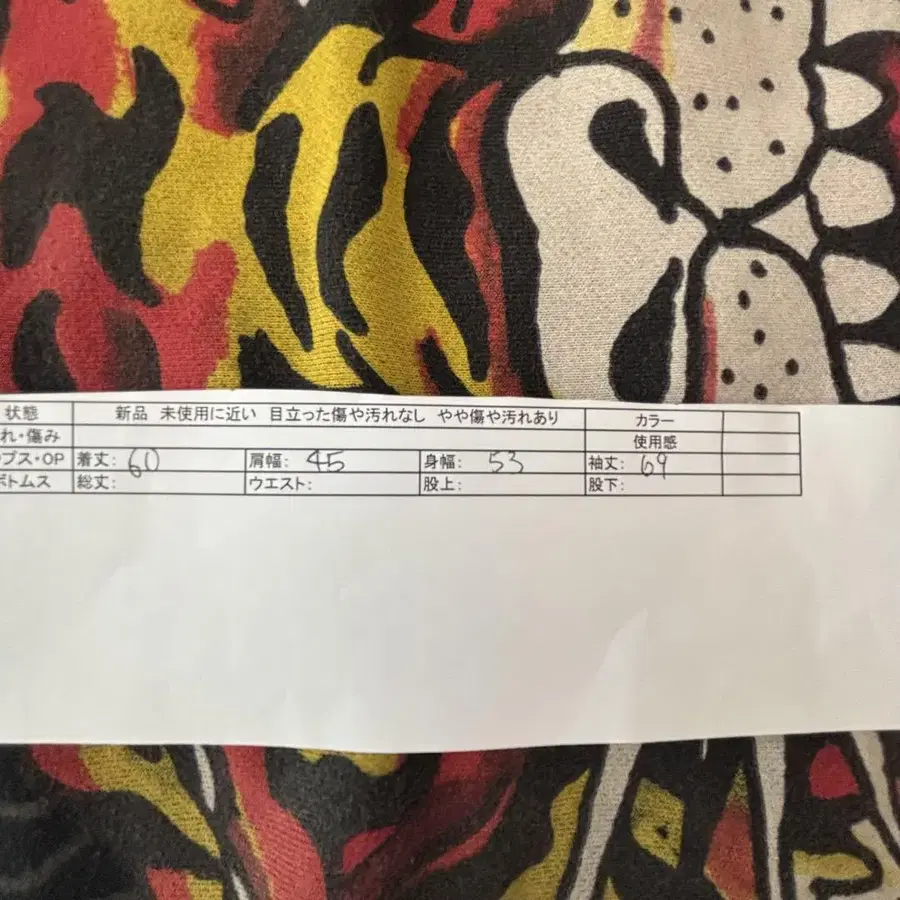 状態 新品 未使用に近い 目立った傷や汚れなし やや傷や汚れあり カラー
れ・傷み 使用感
プス・OP 着丈: 60 肩幅: 45 身幅: 53 袖丈: 69
ボトムス 総丈: ウエスト: 股上: 股下: